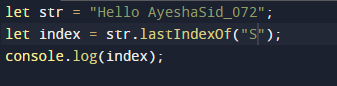 let str = "Hello AyeshaSid_072";
let index = str.lastIndexOf("S");
console.log(index);